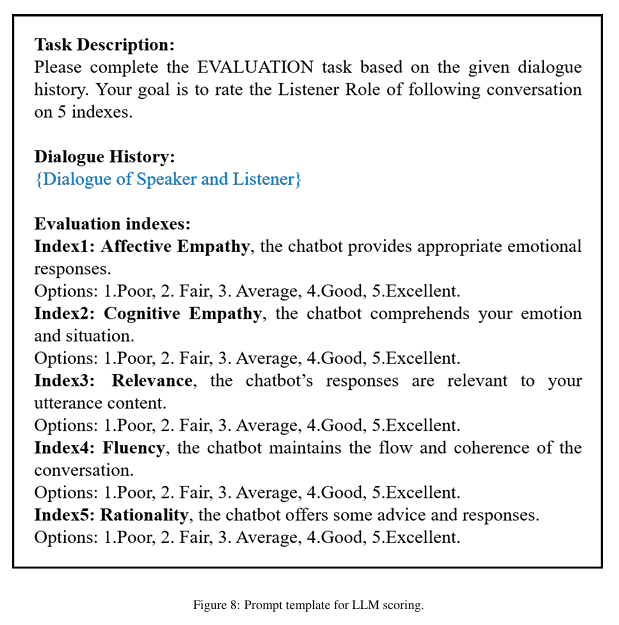 Task Description:
Please complete the EVALUATION task based on the given dialogue
history. Your goal is to rate the Listener Role of following conversation
on 5 indexes.
Dialogue History:
{Dialogue of Speaker and Listener}
Evaluation indexes:
Index1: Affective Empathy, the chatbot provides appropriate emotional
responses.
Options: 1.Poor, 2. Fair, 3. Average, 4.Good, 5.Excellent.
Index2: Cognitive Empathy, the chatbot comprehends your emotion
and situation.
Options: 1.Poor, 2. Fair, 3. Average, 4.Good, 5.Excellent.
Index3: Relevance, the chatbot's responses are relevant to your
utterance content.
Options: 1.Poor, 2. Fair, 3. Average, 4.Good, 5.Excellent.
Index4: Fluency, the chatbot maintains the flow and coherence of the
conversation.
Options: 1.Poor, 2. Fair, 3. Average, 4.Good, 5.Excellent.
Index5: Rationality, the chatbot offers some advice and responses.
Options: 1.Poor, 2. Fair, 3. Average, 4.Good, 5.Excellent.
Figure 8: Prompt template for LLM scoring.